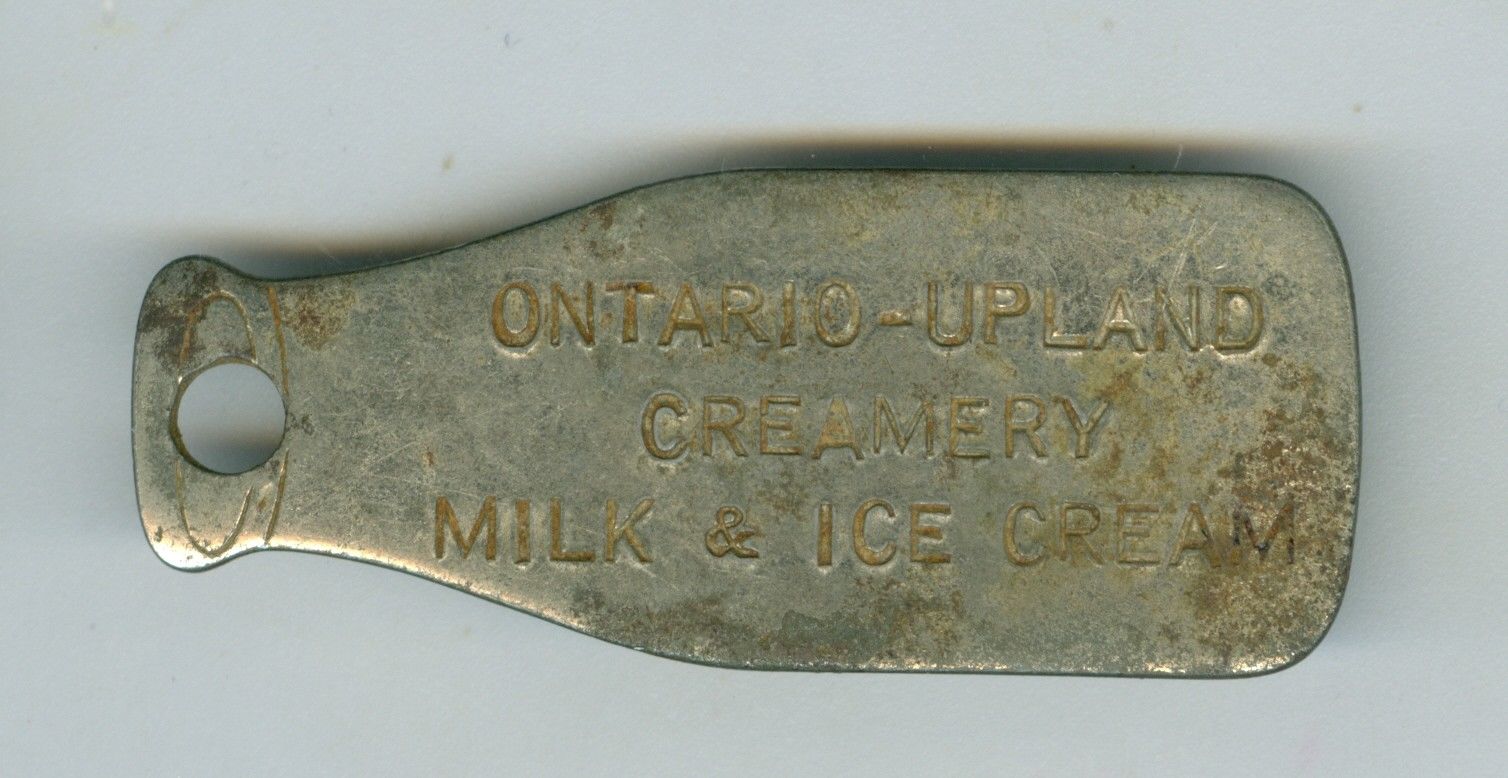 ONTARIO-UPLAND
CREAMERY
MILK & ICE CREAM